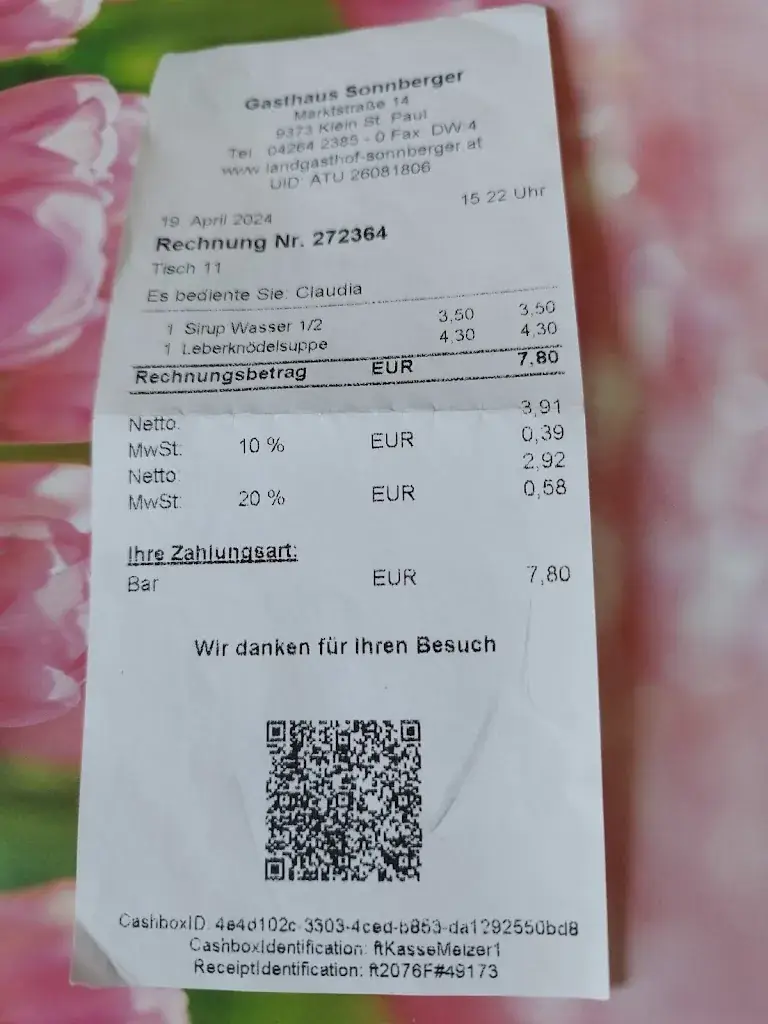 Gasthaus Sonnberger
Marktstraße 14
9373 Klein St. Paul
Tel 04264 2385 - 0 Fax DW 4
www.landgasthof-sonnberger.at
UID: ATU 26081806
15 22 Uhr
19 April 2024
Rechnung Nr. 272364
Tisch 11
Es bediente Sie: Claudia
1 Sirup Wasser 1/2 3,50 3,50
1 Leberknödelsuppe 4,30 4,30
Rechnungsbetrag EUR 7,80
Netto: 3,91
MwSt: 10 % EUR 0,39
Netto: 2,92
MwSt: 20 % EUR 0,58
Ihre Zahlungsart:
Bar EUR 7,80
Wir danken für Ihren Besuch
CashboxID: 4e4d102c-3303-4ced-b853-da1292550bd8
CashboxIdentification: ftKasseMelzer1
ReceiptIdentification: ft2076F#49173